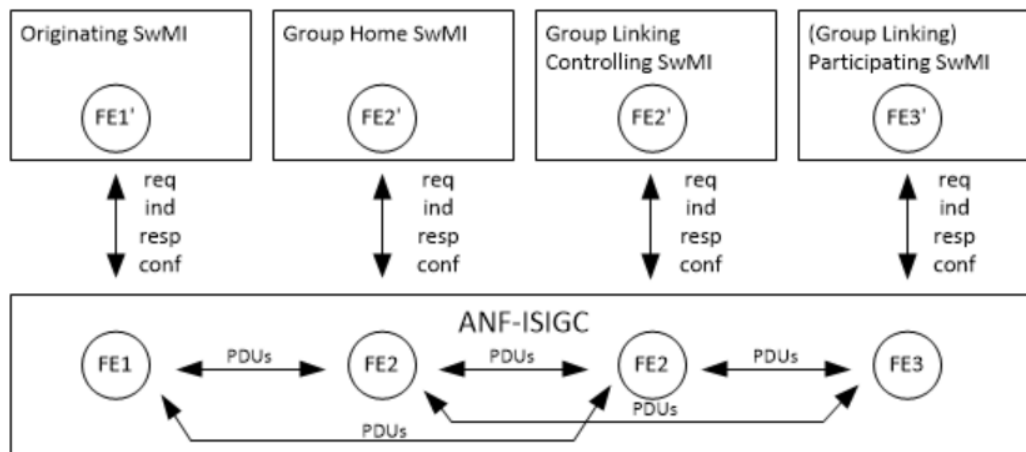 Originating SwMI
FE1'
Group Home SwMI
FE2'
Group Linking
Controlling SwMI
FE2'
(Group Linking)
Participating SwMI
FE3'
req
ind
resp
conf
req
ind
resp
conf
req
ind
resp
conf
req
ind
resp
conf
ANF-ISIGC
FE1
PDUs
FE2
PDUs
FE2
PDUs
FE3
PDUs
PDUs